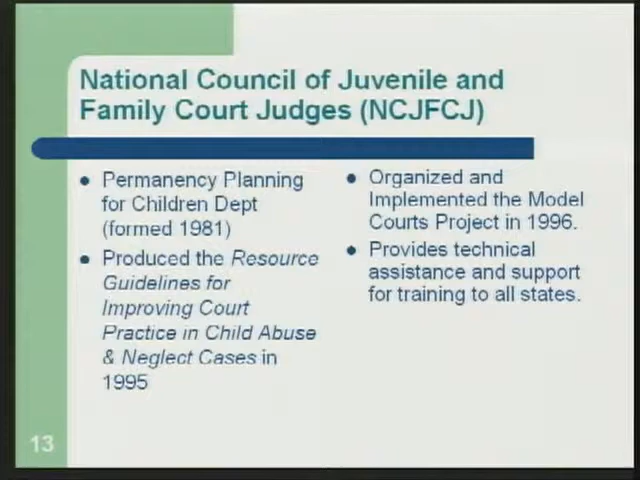 National Council of Juvenile and
Family Court Judges (NCJFCJ)
● Permanency Planning
for Children Dept
(formed 1981)
● Produced the Resource
Guidelines for
Improving Court
Practice in Child Abuse
& Neglect Cases in
1995
● Organized and
Implemented the Model
Courts Project in 1996.
● Provides technical
assistance and support
for training to all states.
13